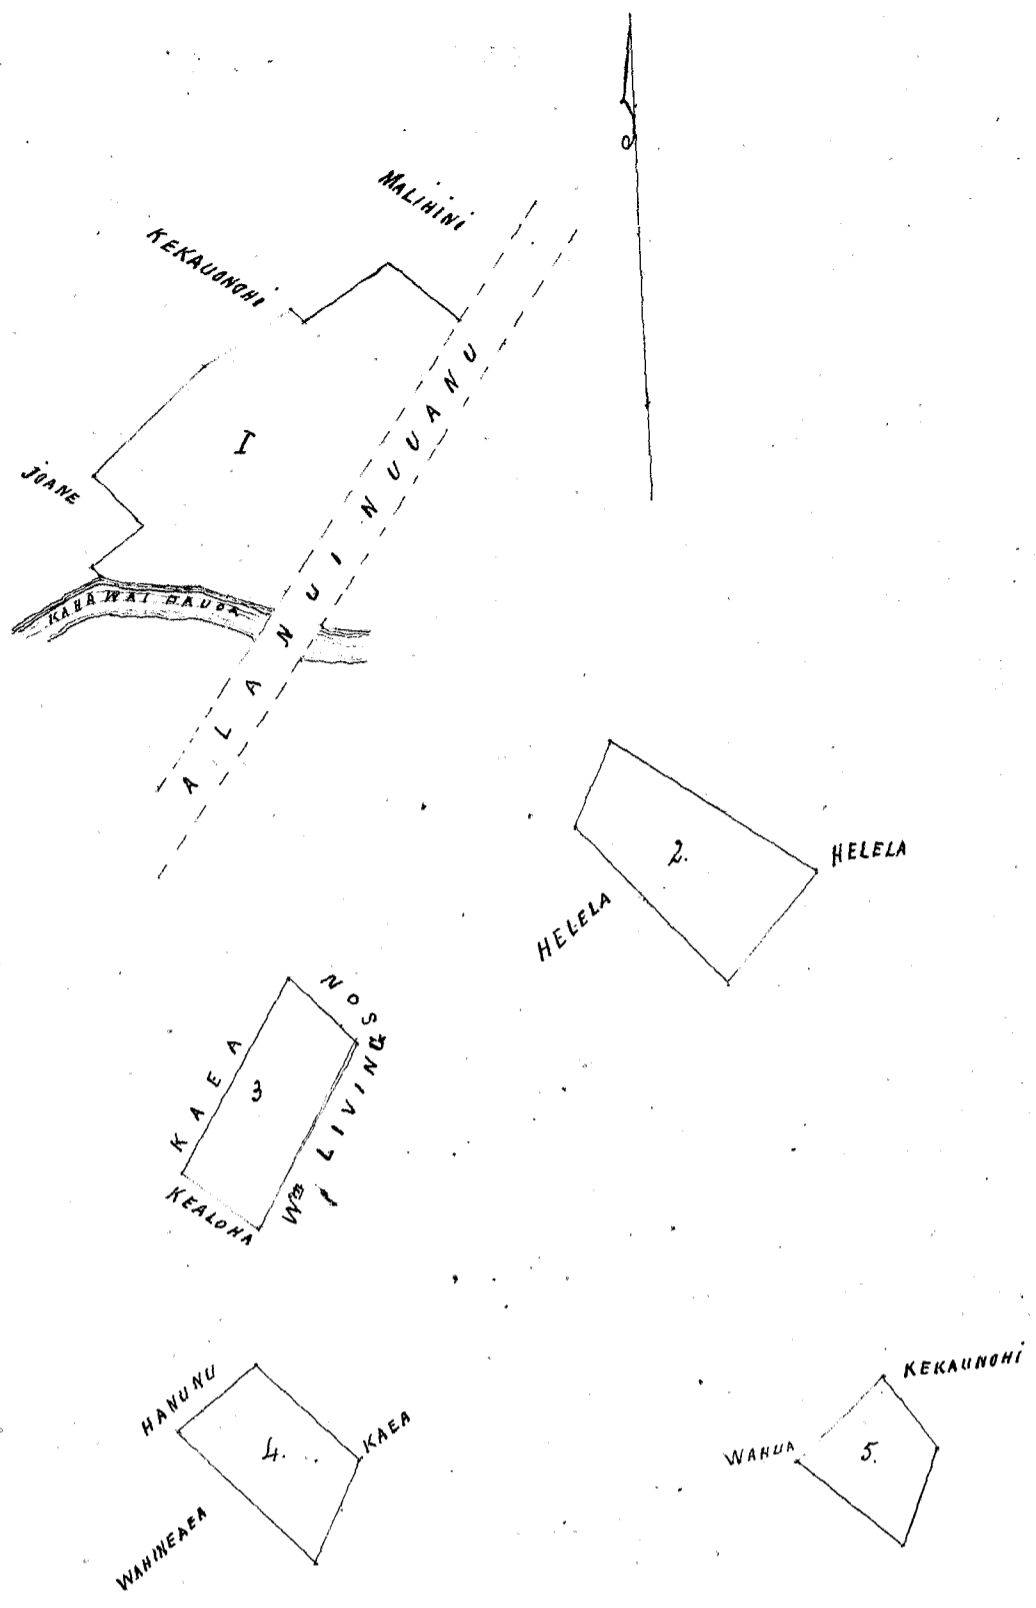 MALIHINI
KEKAUONOHI
I
JOANE
ALANUI NUUANU
KAHAWAI PAUOA
2.
HELELA
HELELA
3
KAEA
Wm LIVINGSON
KEALOHA
HANUNU
4.
KAEA
WAHINEAEA
KEKAUNOHI
WAHUA
5.